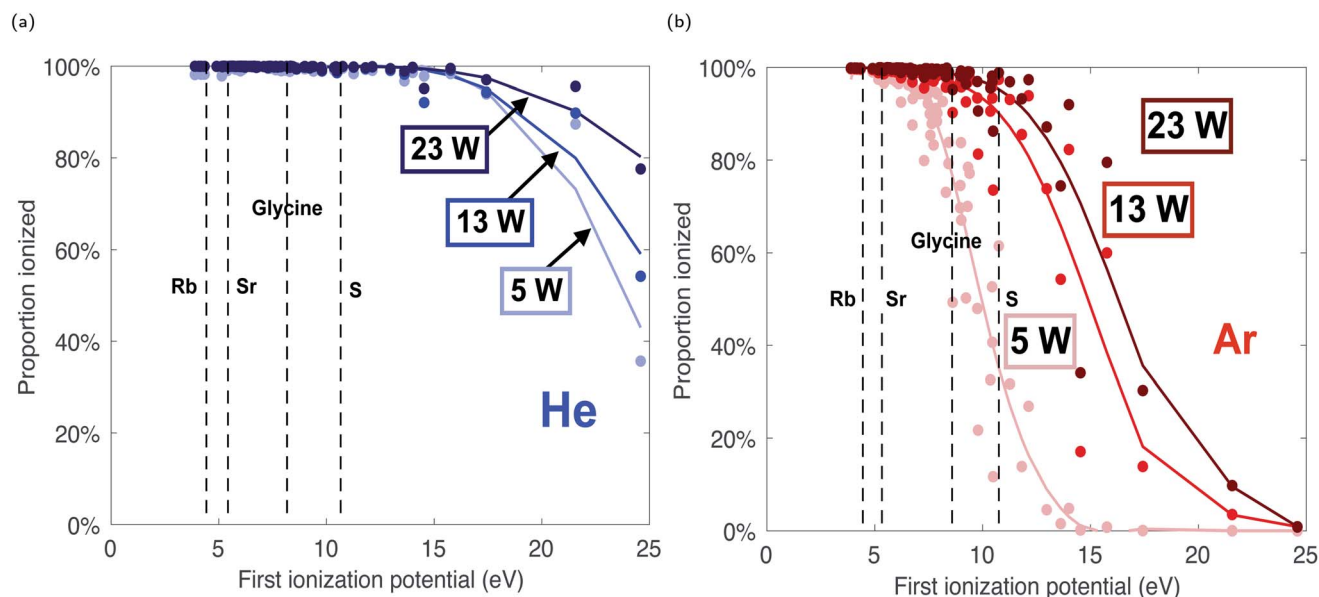 (a)
Proportion ionized
100%
80%
60%
40%
20%
0%
23 W
Glycine
13 W
Rb
Sr
S
5 W
He
0
5
10
15
20
25
First ionization potential (eV)
(b)
Proportion ionized
100%
80%
60%
40%
20%
0%
23 W
13 W
Glycine
Rb
Sr
S
5 W
Ar
0
5
10
15
20
25
First ionization potential (eV)